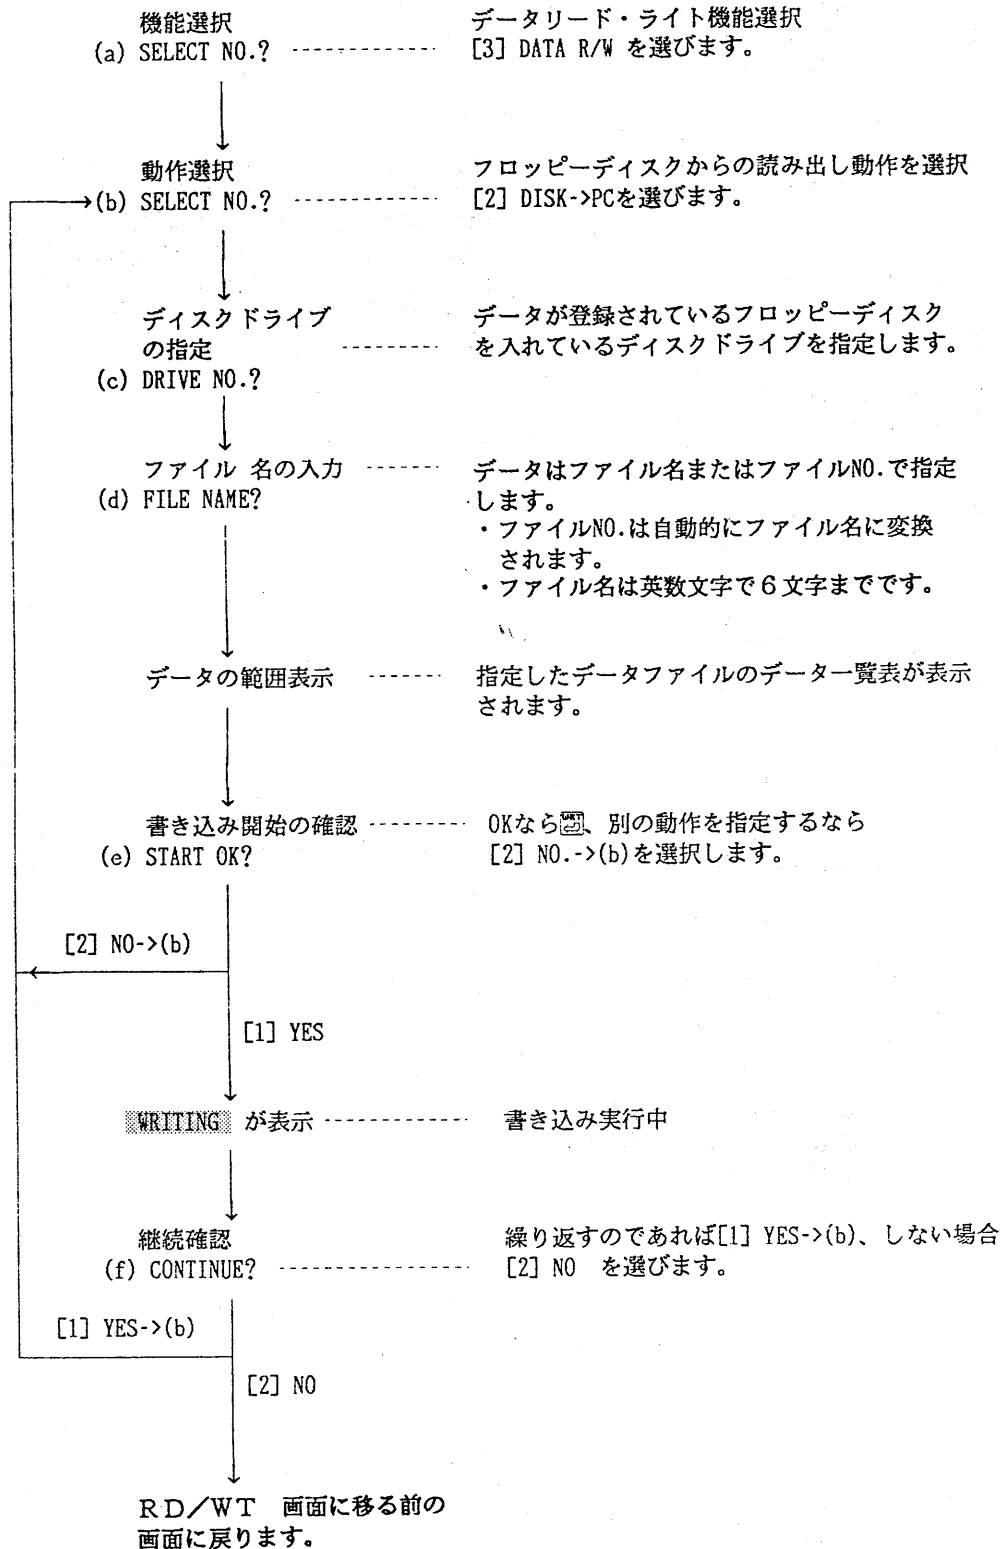 機能選択
(a) SELECT NO.?
データリード・ライト機能選択
[3] DATA R/W を選びます。
動作選択
(b) SELECT NO.?
フロッピーディスクからの読み出し動作を選択
[2] DISK->PCを選びます。
ディスクドライブ
の指定
(c) DRIVE NO.?
データが登録されているフロッピーディスク
を入れているディスクドライブを指定します。
ファイル 名の入力
(d) FILE NAME?
データはファイル名またはファイルNO.で指定
します。
・ファイルNO.は自動的にファイル名に変換
されます。
・ファイル名は英数文字で6文字までです。
データの範囲表示
指定したデータファイルのデータ一覧表が表示
されます。
書き込み開始の確認
(e) START OK?
OKなら、別の動作を指定するなら
[2] NO.->(b)を選択します。
[2] NO->(b)
[1] YES
WRITING が表示
書き込み実行中
継続確認
(f) CONTINUE?
繰り返すのであれば[1] YES->(b)、しない場合
[2] NO を選びます。
[1] YES->(b)
[2] NO
RD/WT 画面に移る前の
画面に戻ります。